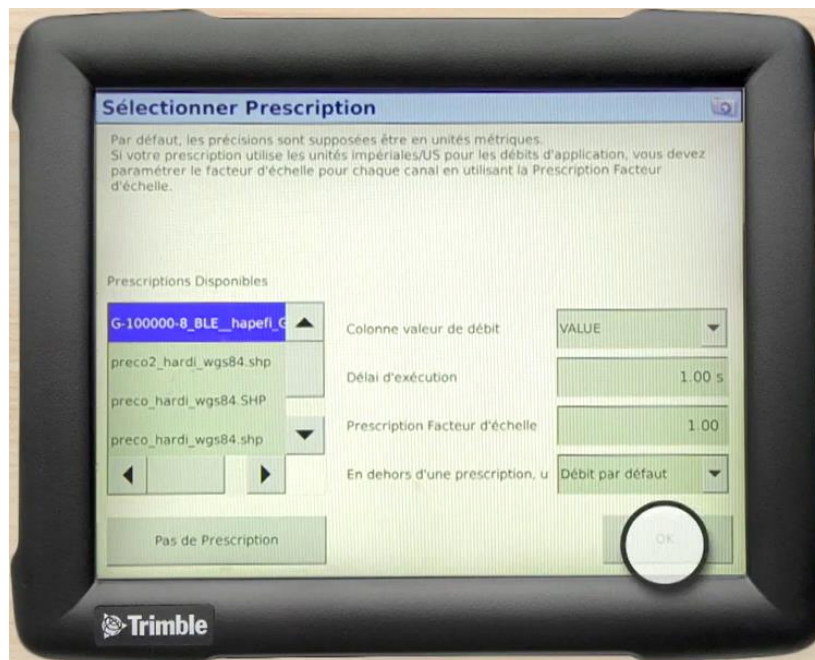 Sélectionner Prescription
Par défaut, les précisions sont supposées être en unités métriques.
Si votre prescription utilise les unités impériales/US pour les débits d'application, vous devez
paramétrer le facteur d'échelle pour chaque canal en utilisant la Prescription Facteur
d'échelle.
Prescriptions Disponibles
G-100000-8_BLE__hapefi_G
preco2_hardi_wgs84.shp
preco_hardi_wgs84.SHP
preco_hardi_wgs84.shp
Colonne valeur de débit
VALUE
Délai d'exécution
1.00 s
Prescription Facteur d'échelle
1.00
En dehors d'une prescription, u
Débit par défaut
Pas de Prescription
OK
Trimble